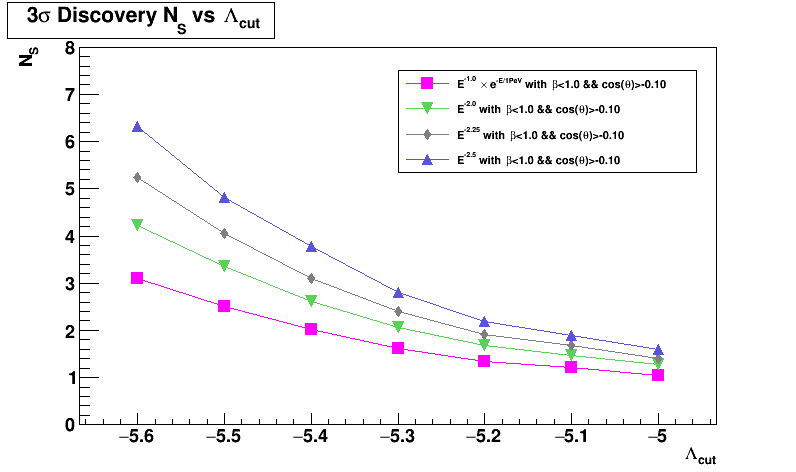 3σ Discovery N_S vs Λ_cut
N_S
8
7
6
5
4
3
2
1
0
E^-1.0 × e^-E/1PeV with β<1.0 && cos(θ)>-0.10
E^-2.0 with β<1.0 && cos(θ)>-0.10
E^-2.25 with β<1.0 && cos(θ)>-0.10
E^-2.5 with β<1.0 && cos(θ)>-0.10
−5.6 −5.5 −5.4 −5.3 −5.2 −5.1 −5
Λ_cut